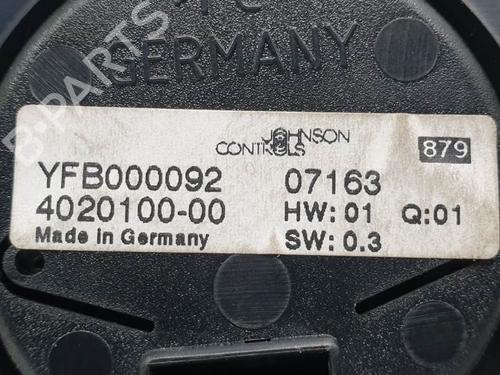 GERMANY
JOHNSON
CONTROLS
879
YFB000092 07163
4020100-00 HW: 01 Q:01
Made in Germany SW: 0.3
B-PARTS